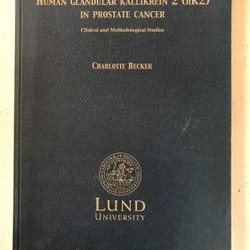 HUMAN GLANDULAR KALLIKREIN 2 (HK2)
IN PROSTATE CANCER
Clinical and Methodological Studies
CHARLOTTE BECKER
LUND
UNIVERSITY